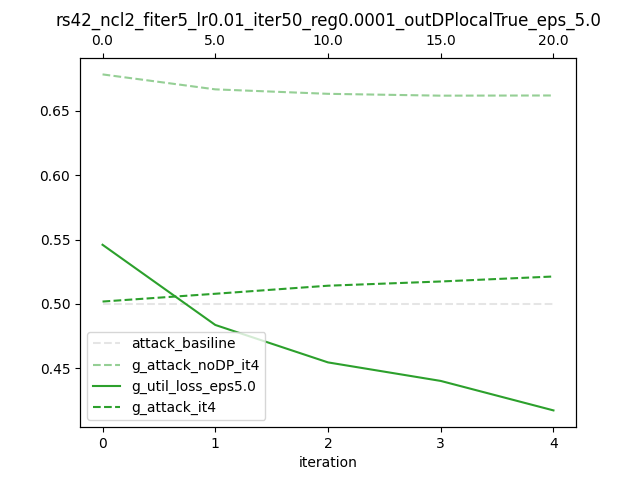 rs42_ncl2_fiter5_lr0.01_iter50_reg0.0001_outDPlocalTrue_eps_5.0
0.0 5.0 10.0 15.0 20.0
0.65
0.60
0.55
0.50
0.45
attack_basiline
g_attack_noDP_it4
g_util_loss_eps5.0
g_attack_it4
0 1 2 3 4
iteration